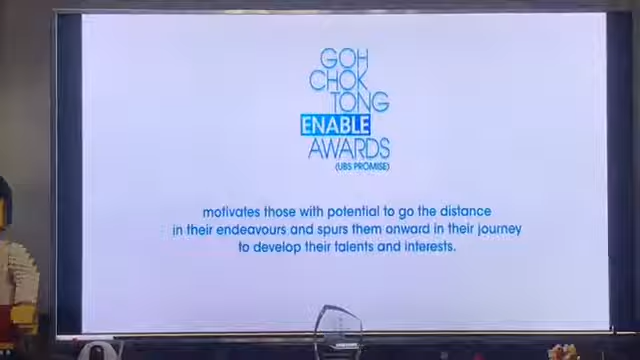 GOH
CHOK
TONG
ENABLE
AWARDS
(UBS PROMISE)
motivates those with potential to go the distance
in their endeavours and spurs them onward in their journey
to develop their talents and interests.